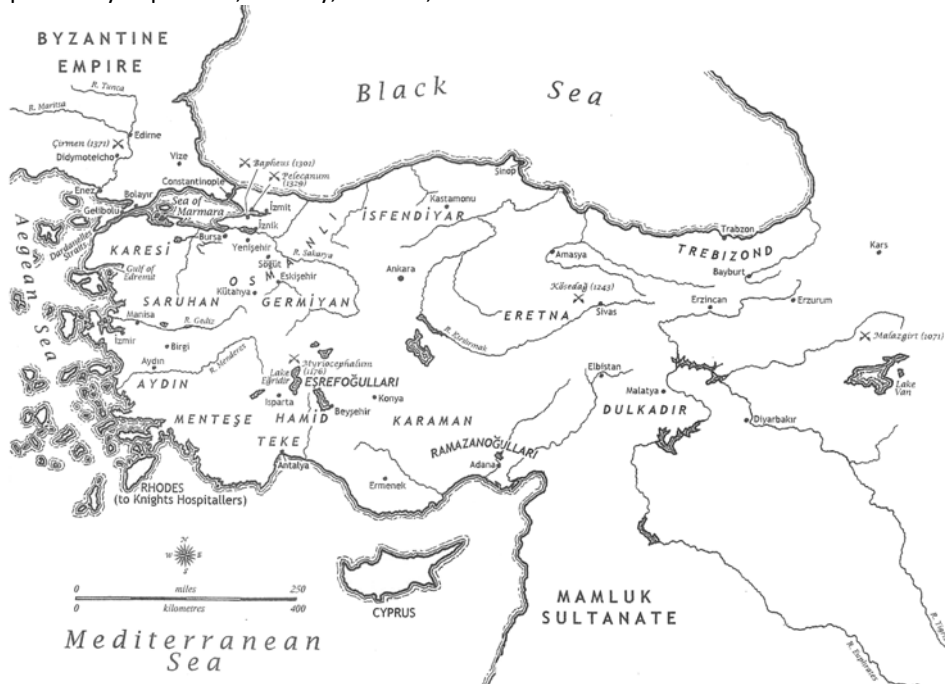 BYZANTINE
EMPIRE
R. Tunca
R. Maritsa
Edirne
Çirmen (1371)
Didymoteicho
Vize
Constantinople
Enez
Bolayır
Gelibolu
Sea of
Marmara
Dardanelles
Straits
Black Sea
Bapheus (1301)
Pelecanum
(1329)
İzmit
İznik
Bursa
Yenişehir
Söğüt
Eskişehir
Kütahya
OSMANLI
R. Sakarya
İSFENDİYAR
Kastamonu
Sinop
Aegean Sea
KARESİ
Gulf of
Edremit
SARUHAN
GERMİYAN
Manisa
R. Gediz
İzmir
Birgi
Aydın
R. Menderes
AYDIN
MENTEŞE
Ankara
Amasya
Kösedağ (1243)
Sivas
ERETNA
R. Kızılırmak
Trabzon
TREBIZOND
Bayburt
Kars
Erzincan
Erzurum
Malazgirt (1071)
Lake
Van
Myriocephalum
(1176)
Lake
Eğridir
EŞREFOĞULLARI
Isparta
Konya
Beyşehir
HAMİD
TEKE
Antalya
KARAMAN
Ermenek
RAMAZANOĞULLARI
Adana
Elbistan
Malatya
DULKADIR
Diyarbakır
RHODES
(to Knights Hospitallers)
N
W E
S
0 miles 250
0 kilometres 400
CYPRUS
MAMLUK
SULTANATE
Mediterranean
Sea
R. Euphrates